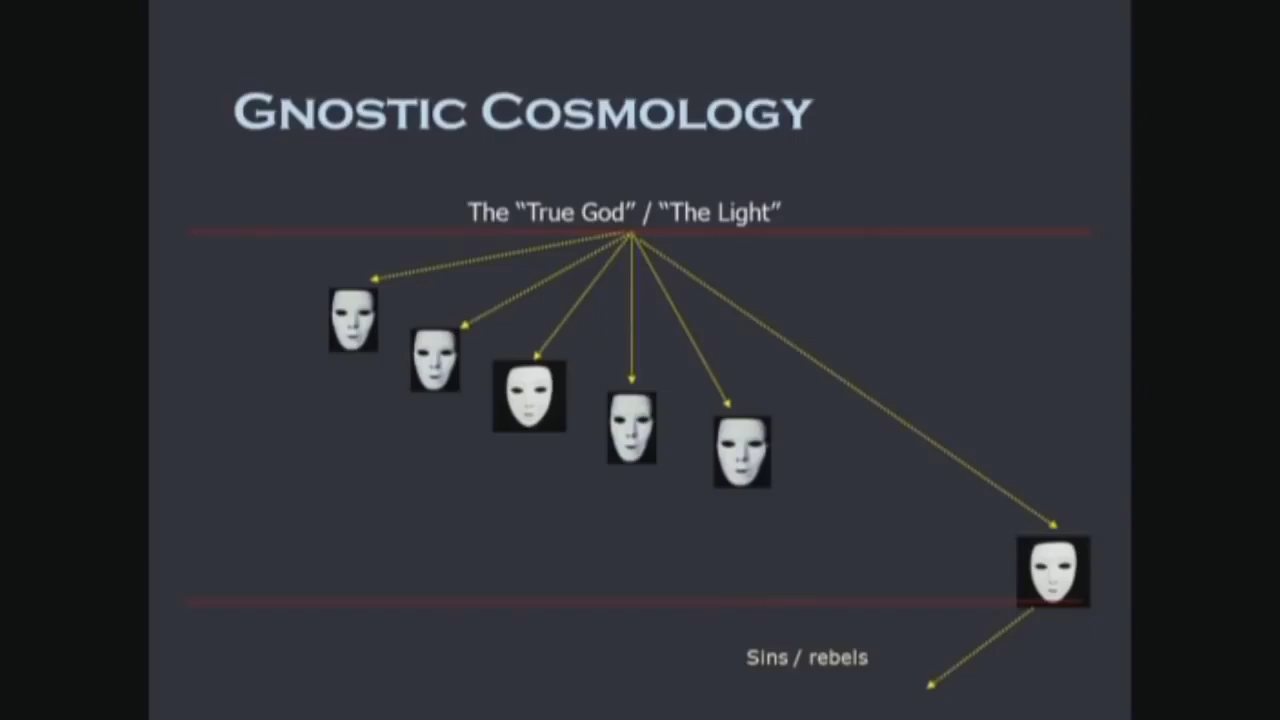 Gnostic Cosmology
The “True God” / “The Light”
Sins / rebels